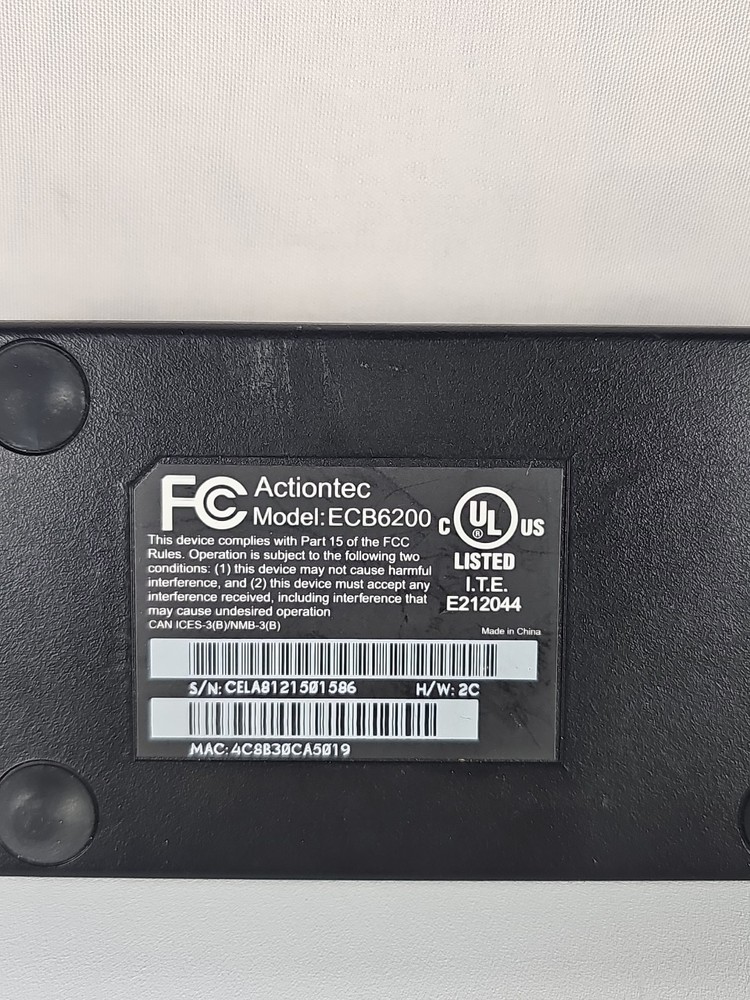 FC Actiontec
Model: ECB6200
This device complies with Part 15 of the FCC
Rules. Operation is subject to the following two
conditions: (1) this device may not cause harmful
interference, and (2) this device must accept any
interference received, including interference that
may cause undesired operation
CAN ICES-3(B)/NMB-3(B)
C UL US
®
LISTED
I.T.E.
E212044
Made in China
S/N: CELA8121501586 H/W: 2C
MAC: 4C8B30CA5019